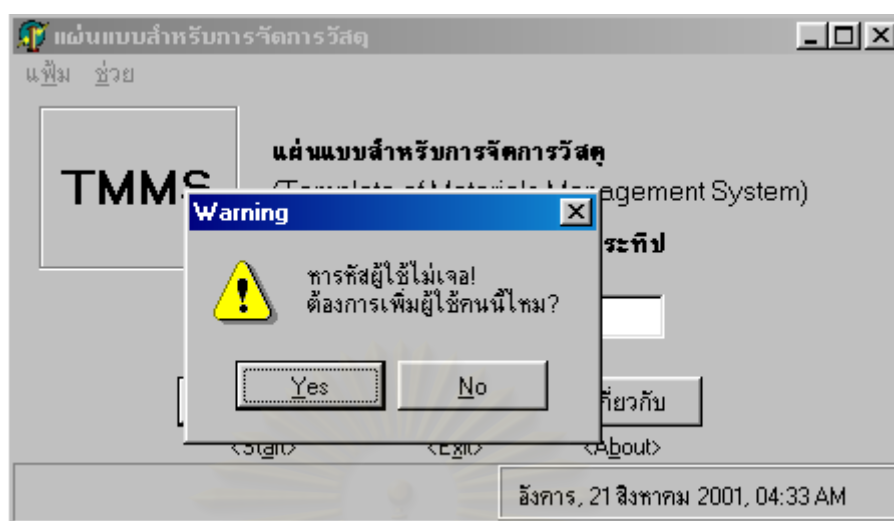 แผ่นแบบสำหรับการจัดการวัสดุ
แฟ้ม ช่วย
TMMS
แผ่นแบบสำหรับการจัดการวัสดุ
agement System)
ระทีป
Warning
หารหัสผู้ใช้ไม่เจอ!
ต้องการเพิ่มผู้ใช้คนนี้ไหม?
Yes No
กี่ยวกับ
<Start> <Exit> <About>
อังคาร, 21 สิงหาคม 2001, 04:33 AM